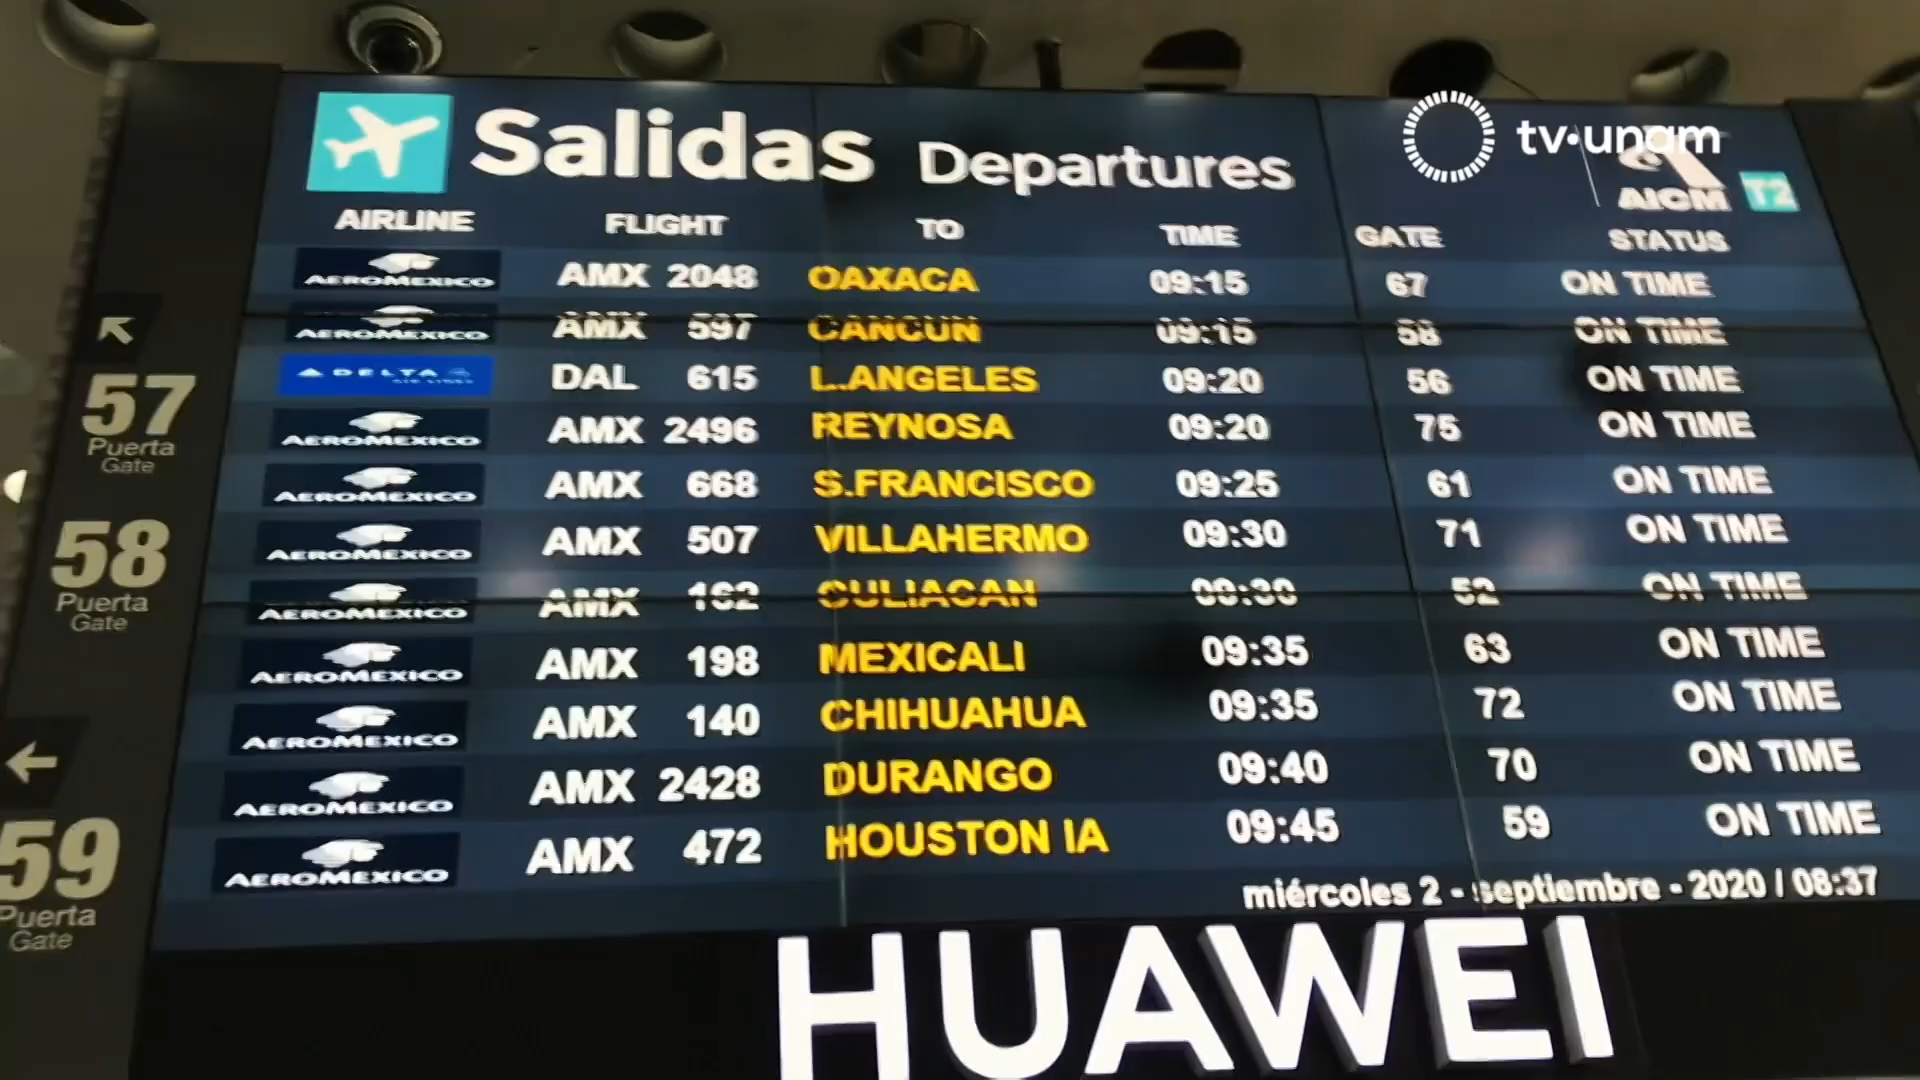 Salidas Departures
tv·unam
AICM T2
AIRLINE FLIGHT TO TIME GATE STATUS
AEROMEXICO AMX 2048 OAXACA 09:15 67 ON TIME
AEROMEXICO AMX 597 CANCUN 09:15 58 ON TIME
DELTA AIR LINES DAL 615 L.ANGELES 09:20 56 ON TIME
AEROMEXICO AMX 2496 REYNOSA 09:20 75 ON TIME
AEROMEXICO AMX 668 S.FRANCISCO 09:25 61 ON TIME
AEROMEXICO AMX 507 VILLAHERMO 09:30 71 ON TIME
AEROMEXICO AMX 162 CULIACAN 09:30 52 ON TIME
AEROMEXICO AMX 198 MEXICALI 09:35 63 ON TIME
AEROMEXICO AMX 140 CHIHUAHUA 09:35 72 ON TIME
AEROMEXICO AMX 2428 DURANGO 09:40 70 ON TIME
AEROMEXICO AMX 472 HOUSTON IA 09:45 59 ON TIME
miércoles 2 - septiembre - 2020 / 08:37
HUAWEI
57
Puerta
Gate
58
Puerta
Gate
59
Puerta
Gate